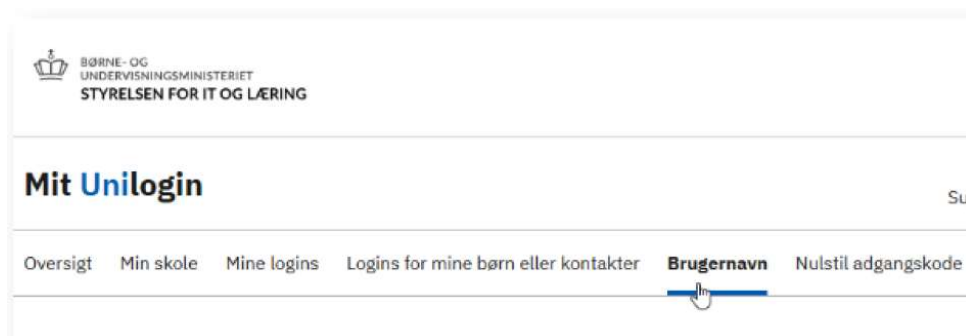 BØRNE- OG
UNDERVISNINGSMINISTERIET
STYRELSEN FOR IT OG LÆRING
Mit Unilogin
Su
Oversigt Min skole Mine logins Logins for mine børn eller kontakter Brugernavn Nulstil adgangskode